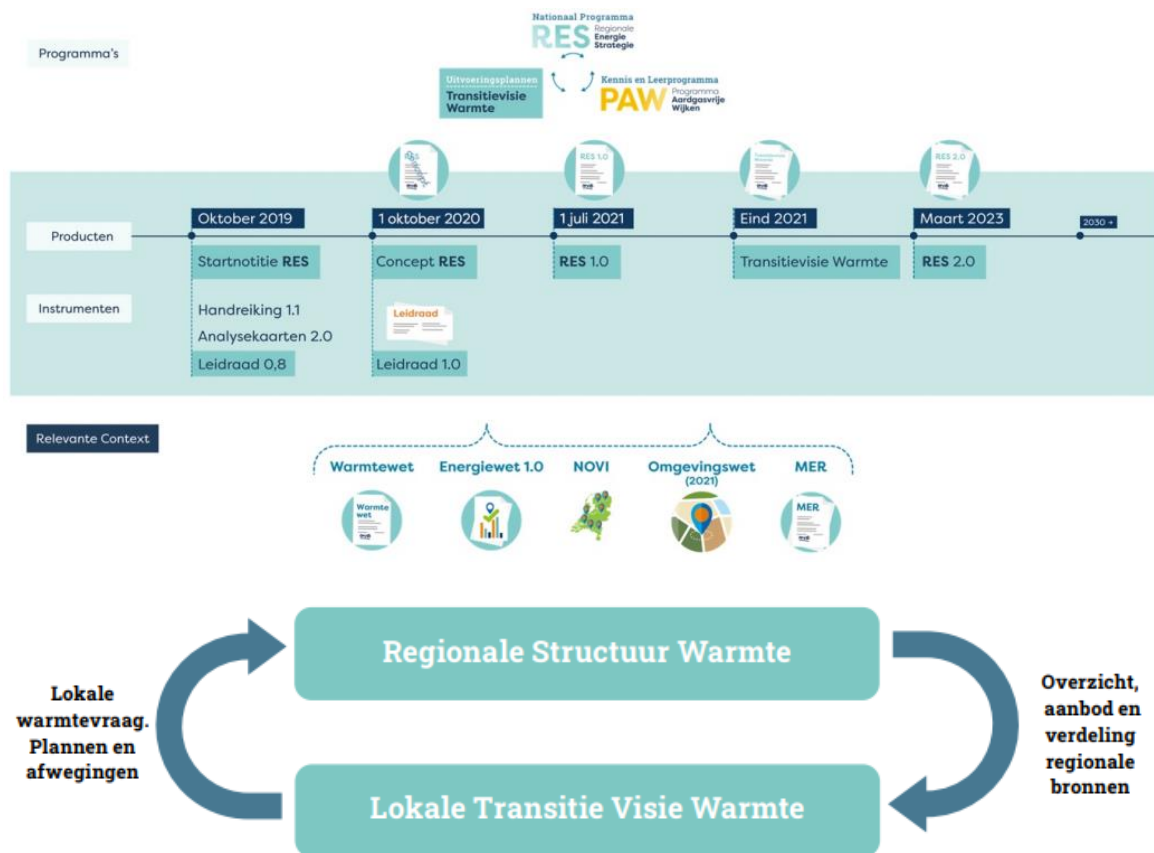 Nationaal Programma
RES Regionale
Energie
Strategie
Programma's
Uitvoeringsplannen
Transitievisie
Warmte
Kennis en Leerprogramma
PAW Programma
Aardgasvrije
Wijken
RES
Concept
RES 1.0
Transitievisie
Warmte
RES 2.0
Oktober 2019
1 oktober 2020
1 juli 2021
Eind 2021
Maart 2023
2030 +
Producten
Startnotitie RES
Concept RES
RES 1.0
Transitievisie Warmte
RES 2.0
Instrumenten
Handreiking 1.1
Analysekaarten 2.0
Leidraad 0,8
Leidraad
Leidraad 1.0
Relevante Context
Warmtewet
Energiewet 1.0
NOVI
Omgevingswet
(2021)
MER
Warmte
wet
MER
Regionale Structuur Warmte
Lokale
warmtevraag.
Plannen en
afwegingen
Overzicht,
aanbod en
verdeling
regionale
bronnen
Lokale Transitie Visie Warmte